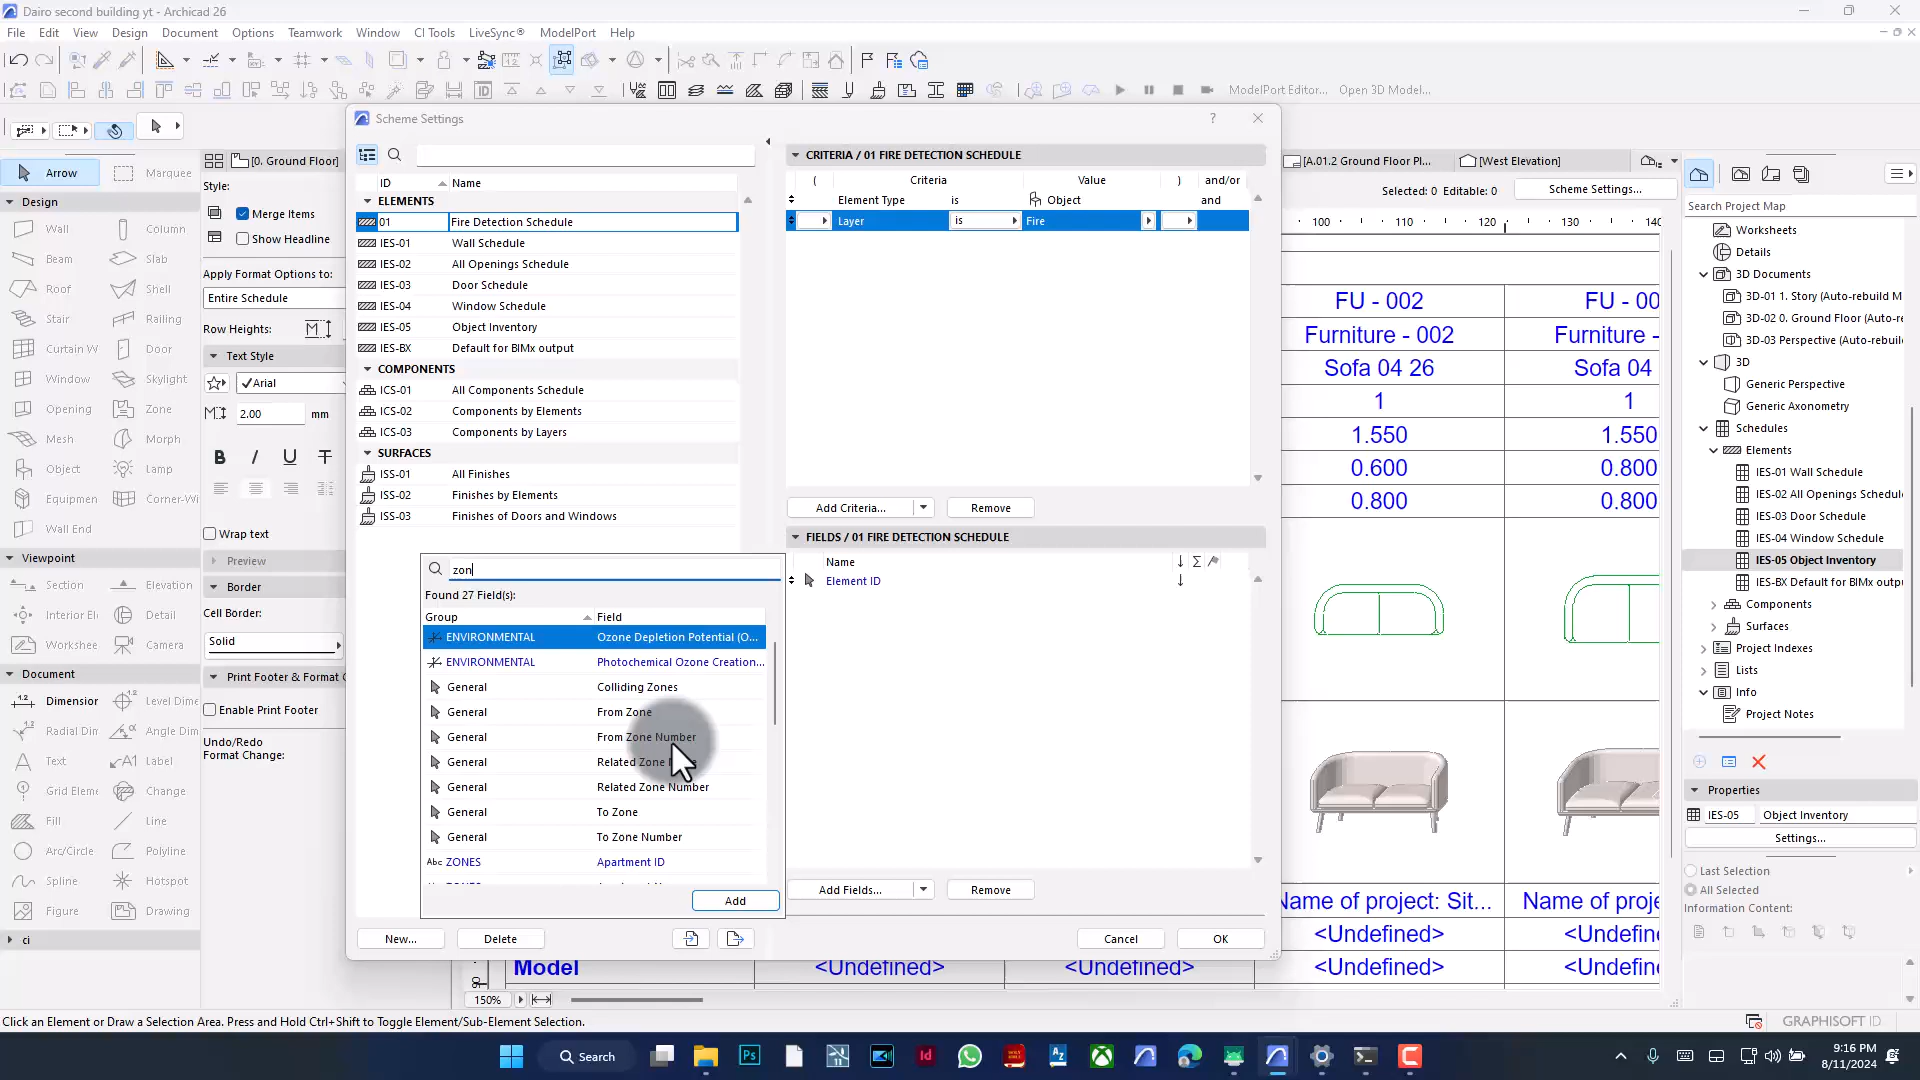 Dairo second building yt - Archicad 26
File Edit View Design Document Options Teamwork Window CI Tools LiveSync® ModelPort Help
ModelPort Editor... Open 3D Model...
Scheme Settings
?
Arrow
Marquee
Design
Wall
Column
Beam
Slab
Roof
Shell
Stair
Railing
Curtain W
Door
Window
Skylight
Opening
Zone
Mesh
Morph
Object
Lamp
Equipmen
Corner-Wi
Wall End
Viewpoint
Section
Elevation
Interior El
Detail
Workshee
Camera
Document
Dimensior
Level Dime
Radial Din
Angle Dim
Text
Label
Grid Eleme
Change
Fill
Line
Arc/Circle
Polyline
Spline
Hotspot
Figure
Drawing
ci
[0. Ground Floor]
Style:
Merge Items
Show Headline
Apply Format Options to:
Entire Schedule
Row Heights:
Text Style
Arial
2.00 mm
B I U T
Wrap text
Preview
Border
Cell Border:
Solid
Print Footer & Format C
Enable Print Footer
Undo/Redo
Format Change:
ID Name
ELEMENTS
01 Fire Detection Schedule
IES-01 Wall Schedule
IES-02 All Openings Schedule
IES-03 Door Schedule
IES-04 Window Schedule
IES-05 Object Inventory
IES-BX Default for BIMx output
COMPONENTS
ICS-01 All Components Schedule
ICS-02 Components by Elements
ICS-03 Components by Layers
SURFACES
ISS-01 All Finishes
ISS-02 Finishes by Elements
ISS-03 Finishes of Doors and Windows
zon
Found 27 Field(s):
Group Field
ENVIRONMENTAL Ozone Depletion Potential (O...
ENVIRONMENTAL Photochemical Ozone Creation...
General Colliding Zones
General From Zone
General From Zone Number
General Related Zone
General Related Zone Number
General To Zone
General To Zone Number
Abc ZONES Apartment ID
Add
New... Delete
CRITERIA / 01 FIRE DETECTION SCHEDULE
( Criteria Value ) and/or
Element Type is Object and
Layer is Fire
Add Criteria... Remove
FIELDS / 01 FIRE DETECTION SCHEDULE
Name
Element ID
Add Fields... Remove
Cancel OK
[A.01.2 Ground Floor Pl... [West Elevation]
Selected: 0 Editable: 0 Scheme Settings...
100 110 120 130 140
FU - 002 FU - 00
Furniture - 002 Furniture -
Sofa 04 26 Sofa 04
1 1
1.550 1.550
0.600 0.800
0.800 0.800
Name of project: Sit... Name of proje
<Undefined> <Undefin
Model <Undefined> <Undefined> <Undefined> <Undefin
150%
Search Project Map
Worksheets
Details
3D Documents
3D-01 1. Story (Auto-rebuild M
3D-02 0. Ground Floor (Auto-re
3D-03 Perspective (Auto-rebuil
3D
Generic Perspective
Generic Axonometry
Schedules
Elements
IES-01 Wall Schedule
IES-02 All Openings Schedul
IES-03 Door Schedule
IES-04 Window Schedule
IES-05 Object Inventory
IES-BX Default for BIMx outp
Components
Surfaces
Project Indexes
Lists
Info
Project Notes
Properties
IES-05 Object Inventory
Settings...
Last Selection
All Selected
Information Content:
Click an Element or Draw a Selection Area. Press and Hold Ctrl+Shift to Toggle Element/Sub-Element Selection.
GRAPHISOFT ID
Search
9:16 PM
8/11/2024